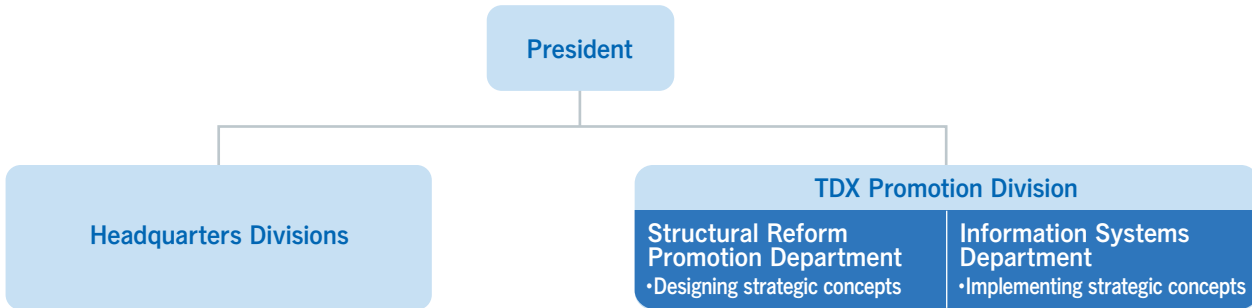 President
Headquarters Divisions
TDX Promotion Division
Structural Reform
Promotion Department
•Designing strategic concepts
Information Systems
Department
•Implementing strategic concepts